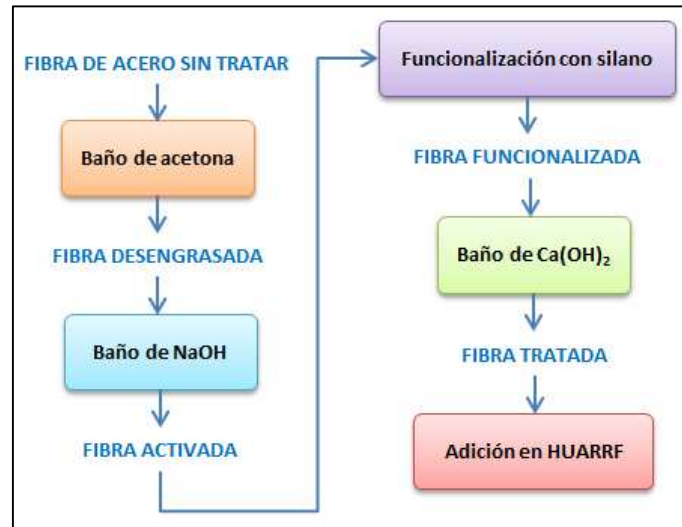 FIBRA DE ACERO SIN TRATAR
Baño de acetona
FIBRA DESENGRASADA
Baño de NaOH
FIBRA ACTIVADA
Funcionalización con silano
FIBRA FUNCIONALIZADA
Baño de Ca(OH)₂
FIBRA TRATADA
Adición en HUARRF